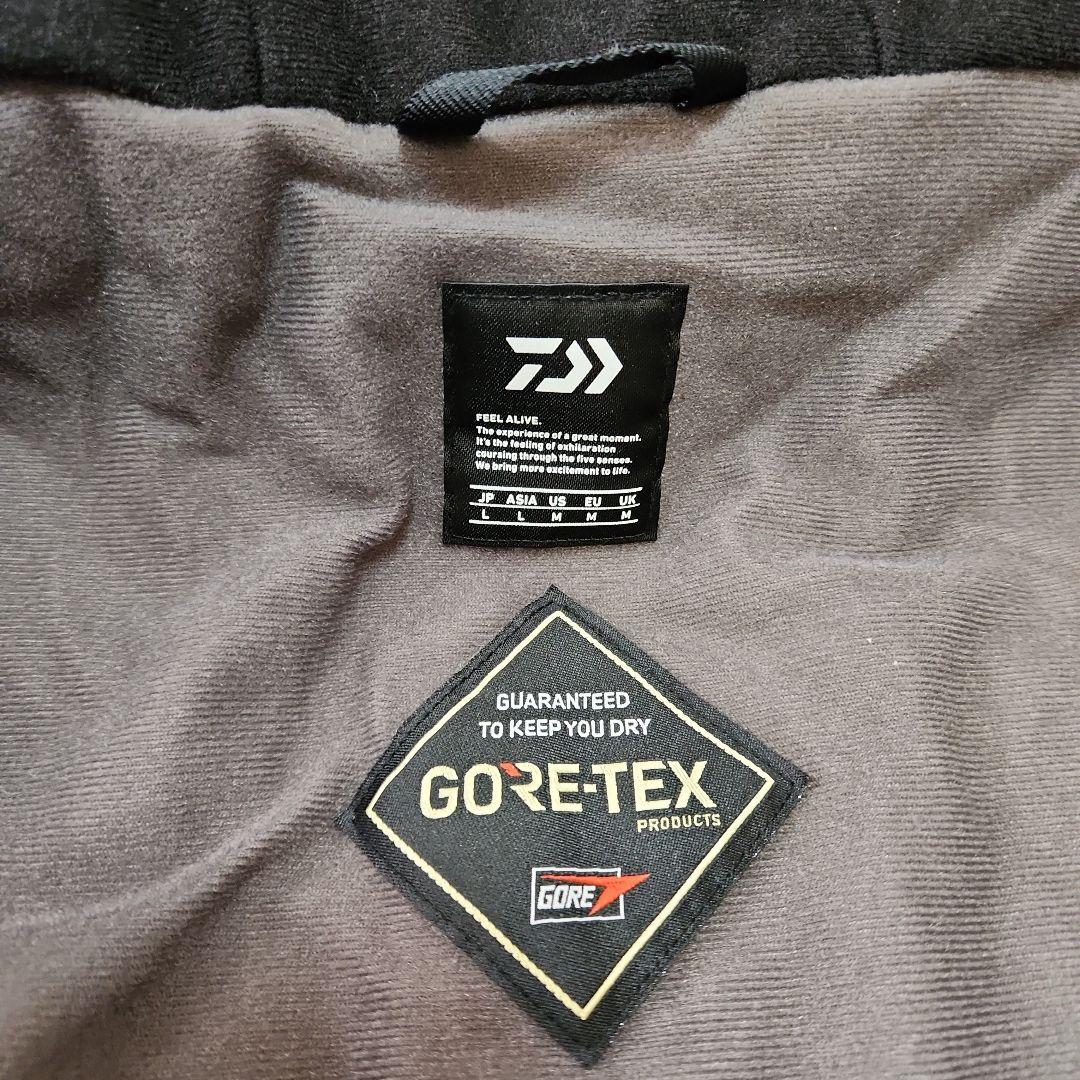 FEEL ALIVE.
The experience of a great moment.
It's the feeling of exhilaration
coursing through the five senses.
We bring more excitement to life.
JP ASIA US EU UK
L L M M M
GUARANTEED
TO KEEP YOU DRY
GORE-TEX
PRODUCTS
GORE